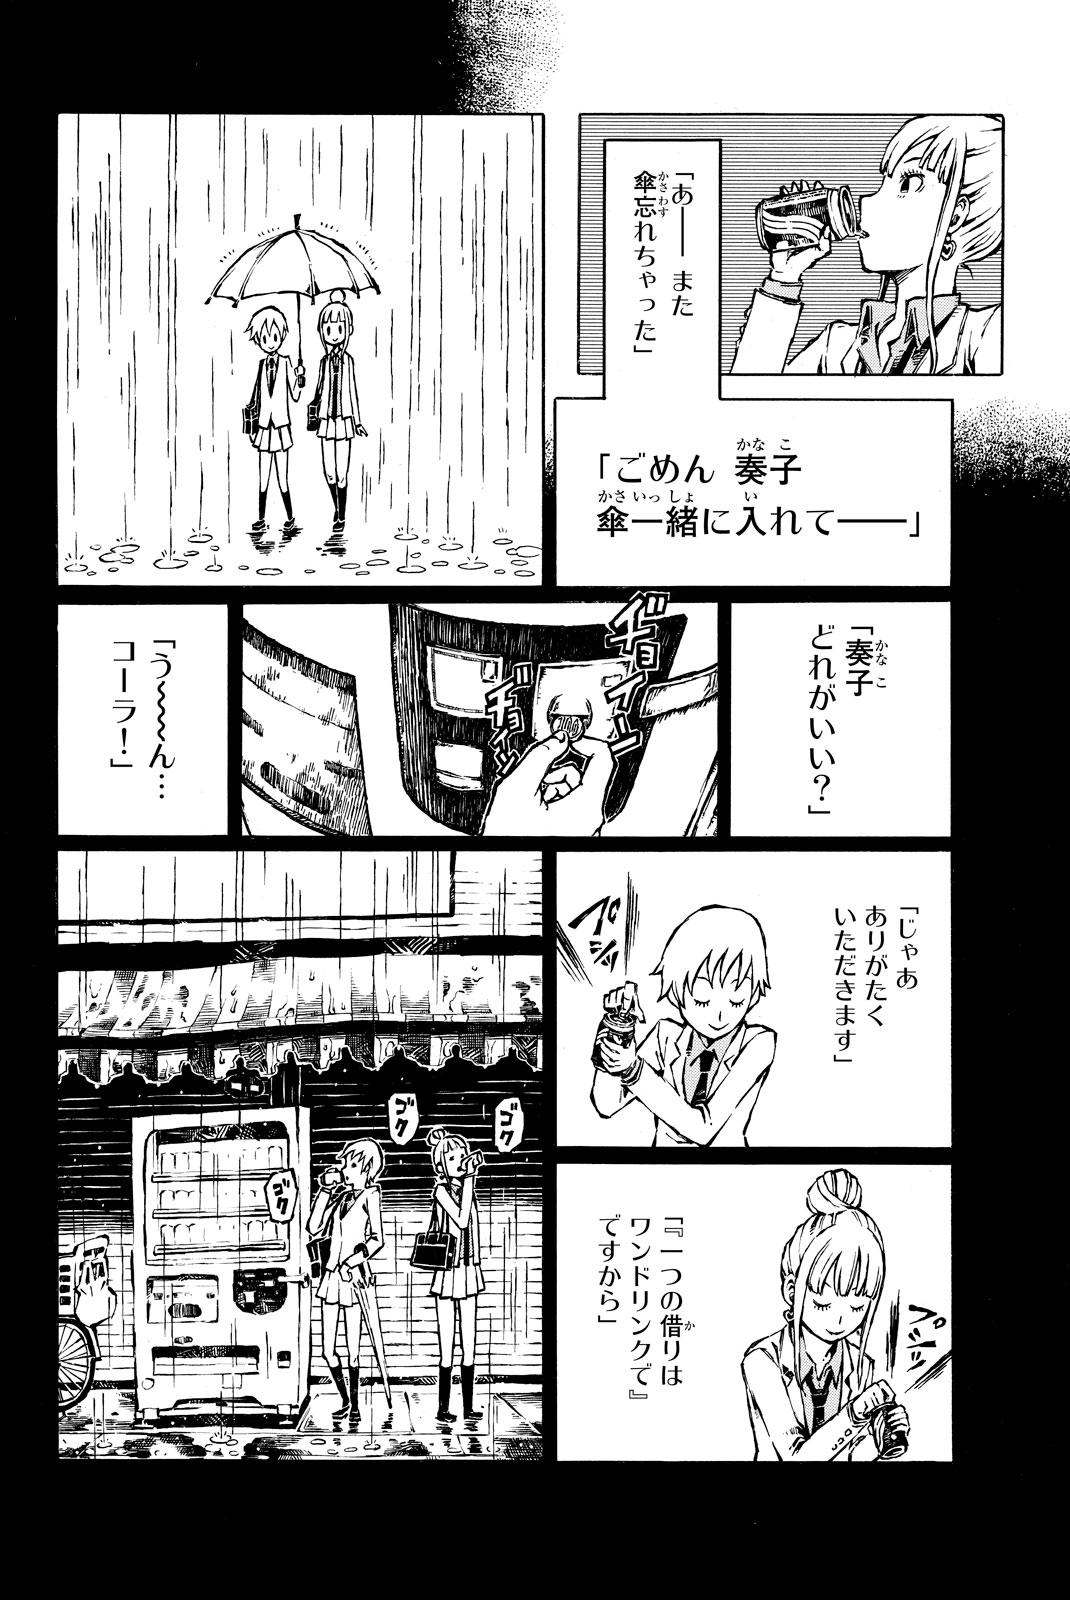 「あ——また
傘忘れちゃった」
「ごめん 奏子
傘一緒に入れて——」
「奏子
どれがいい？」
ギョイッ
ギョイー
「う〜〜〜ん…
コーラ！」
「じゃあ
ありがたく
いただきます」
プシッ
『一つの借りは
ワンドリンクで』
ですから」
プシッ
ゴク
ゴク
ゴク